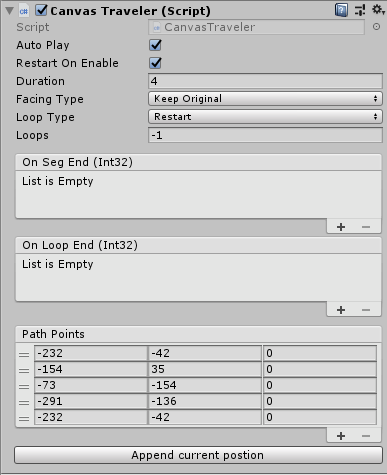 Canvas Traveler (Script)
Script CanvasTraveler
Auto Play
Restart On Enable
Duration 4
Facing Type Keep Original
Loop Type Restart
Loops -1
On Seg End (Int32)
List is Empty
+ −
On Loop End (Int32)
List is Empty
+ −
Path Points
-232 -42 0
-154 35 0
-73 -154 0
-291 -136 0
-232 -42 0
+ −
Append current postion